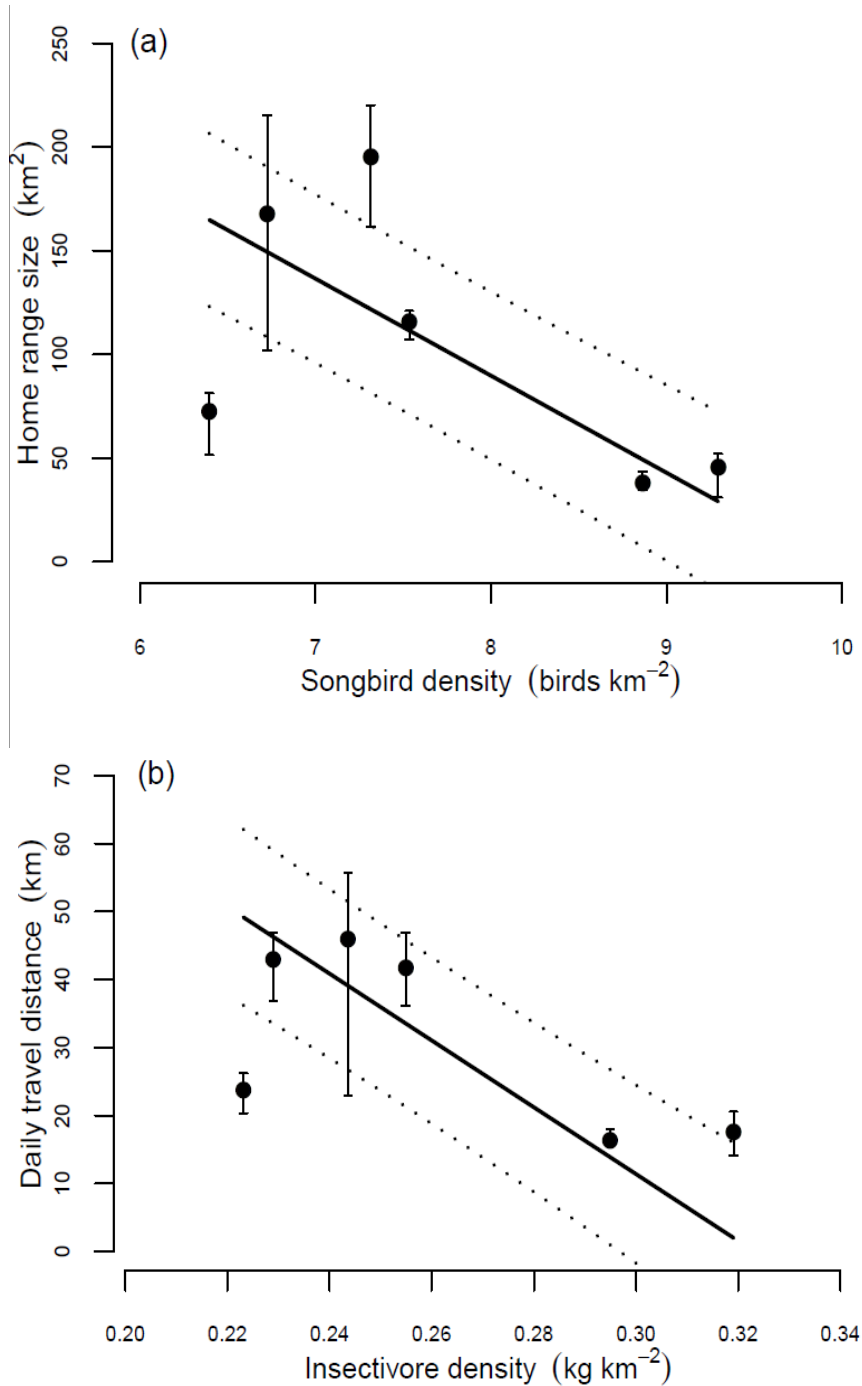 (a)
250
200
150
100
50
0
Home range size (km²)
6 7 8 9 10
Songbird density (birds km⁻²)
(b)
70
60
50
40
30
20
10
0
Daily travel distance (km)
0.20 0.22 0.24 0.26 0.28 0.30 0.32 0.34
Insectivore density (kg km⁻²)